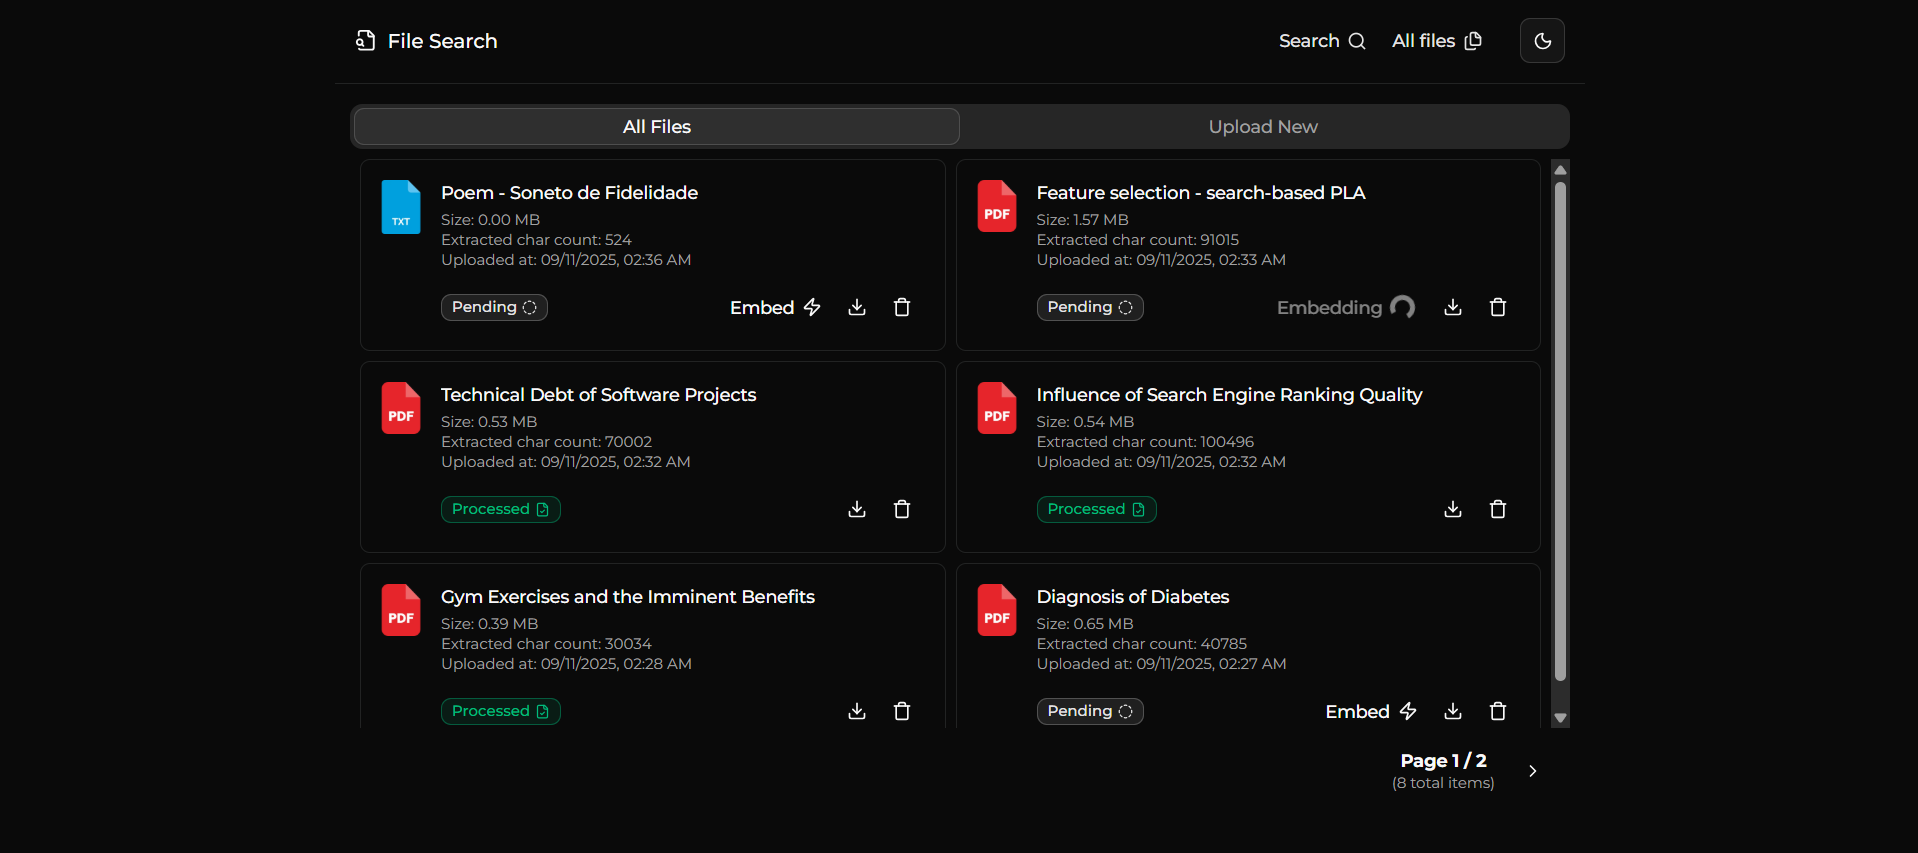 File Search
Search
All files
All Files
Upload New
TXT
Poem - Soneto de Fidelidade
Size: 0.00 MB
Extracted char count: 524
Uploaded at: 09/11/2025, 02:36 AM
Pending
Embed
PDF
Feature selection - search-based PLA
Size: 1.57 MB
Extracted char count: 91015
Uploaded at: 09/11/2025, 02:33 AM
Pending
Embedding
PDF
Technical Debt of Software Projects
Size: 0.53 MB
Extracted char count: 70002
Uploaded at: 09/11/2025, 02:32 AM
Processed
PDF
Influence of Search Engine Ranking Quality
Size: 0.54 MB
Extracted char count: 100496
Uploaded at: 09/11/2025, 02:32 AM
Processed
PDF
Gym Exercises and the Imminent Benefits
Size: 0.39 MB
Extracted char count: 30034
Uploaded at: 09/11/2025, 02:28 AM
Processed
PDF
Diagnosis of Diabetes
Size: 0.65 MB
Extracted char count: 40785
Uploaded at: 09/11/2025, 02:27 AM
Pending
Embed
Page 1 / 2
(8 total items)